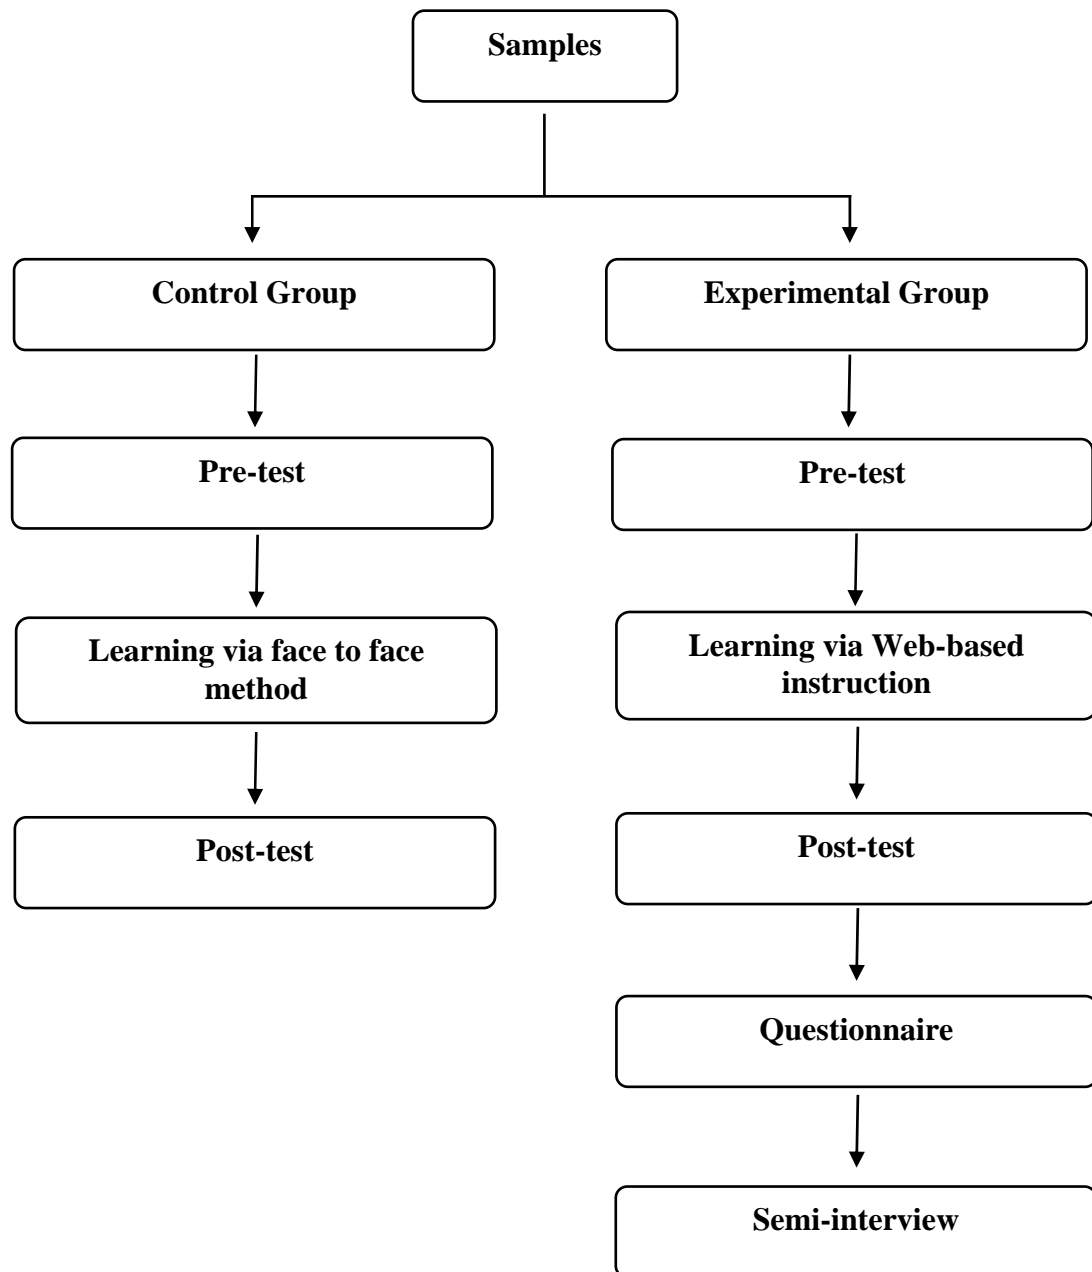 Samples
Control Group
Experimental Group
Pre-test
Pre-test
Learning via face to face
method
Learning via Web-based
instruction
Post-test
Post-test
Questionnaire
Semi-interview